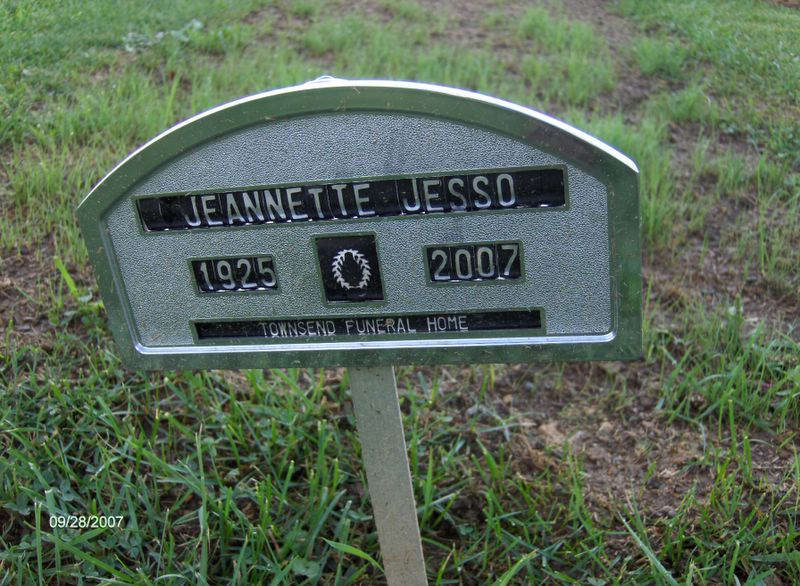 JEANNETTE JESSO
1925 2007
TOWNSEND FUNERAL HOME
09/28/2007